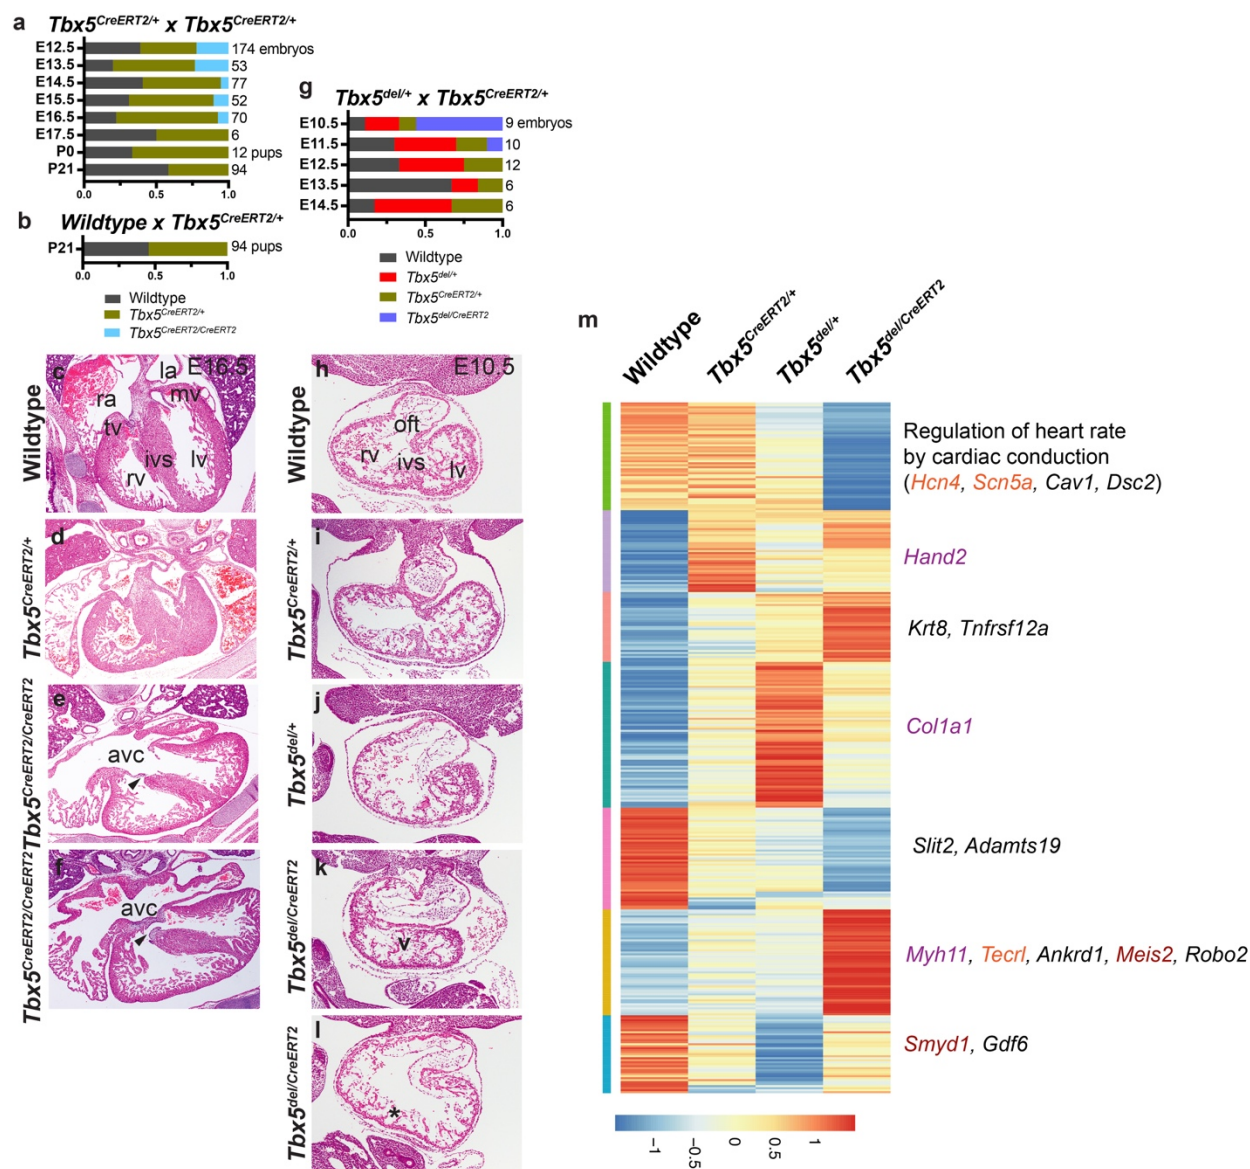 a
Tbx5CreERT2/+ x Tbx5CreERT2/+
E12.5 174 embryos
E13.5 53
E14.5 77
E15.5 52
E16.5 70
E17.5 6
P0 12 pups
P21 94
0.0 0.5 1.0
b
Wildtype x Tbx5CreERT2/+
P21 94 pups
0.0 0.5 1.0
Wildtype
Tbx5CreERT2/+
Tbx5CreERT2/CreERT2
g
Tbx5del/+ x Tbx5CreERT2/+
E10.5 9 embryos
E11.5 10
E12.5 12
E13.5 6
E14.5 6
0.0 0.5 1.0
Wildtype
Tbx5del/+
Tbx5CreERT2/+
Tbx5del/CreERT2
Wildtype
c la E16.5
ra mv
tv
ivs lv
rv
Tbx5CreERT2/+
d
Tbx5CreERT2/CreERT2
e
avc
Tbx5CreERT2/CreERT2
f
avc
Wildtype
h E10.5
oft
rv ivs lv
Tbx5CreERT2/+
i
Tbx5del/+
j
Tbx5del/CreERT2
k
v
Tbx5del/CreERT2
l
*
m
Wildtype
Tbx5CreERT2/+
Tbx5del/+
Tbx5del/CreERT2
Regulation of heart rate
by cardiac conduction
(Hcn4, Scn5a, Cav1, Dsc2)
Hand2
Krt8, Tnfrsf12a
Col1a1
Slit2, Adamts19
Myh11, Tecrl, Ankrd1, Meis2, Robo2
Smyd1, Gdf6
−1 −0.5 0 0.5 1